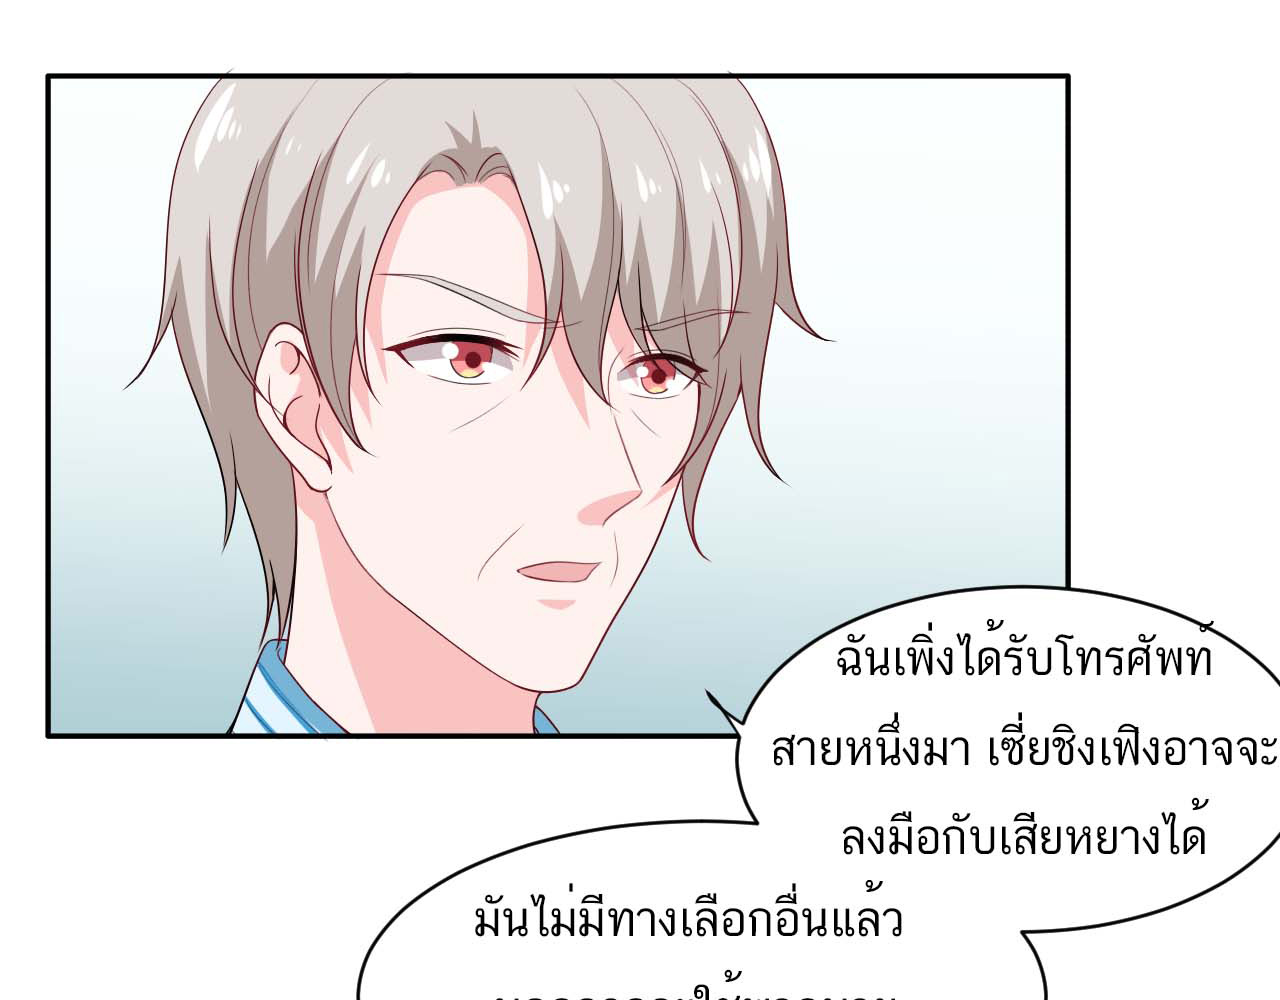 ฉันเพิ่งได้รับโทรศัพท์
สายหนึ่งมา เซี่ยชิงเฟิงอาจจะ
ลงมือกับเสียหยางได้
มันไม่มีทางเลือกอื่นแล้ว